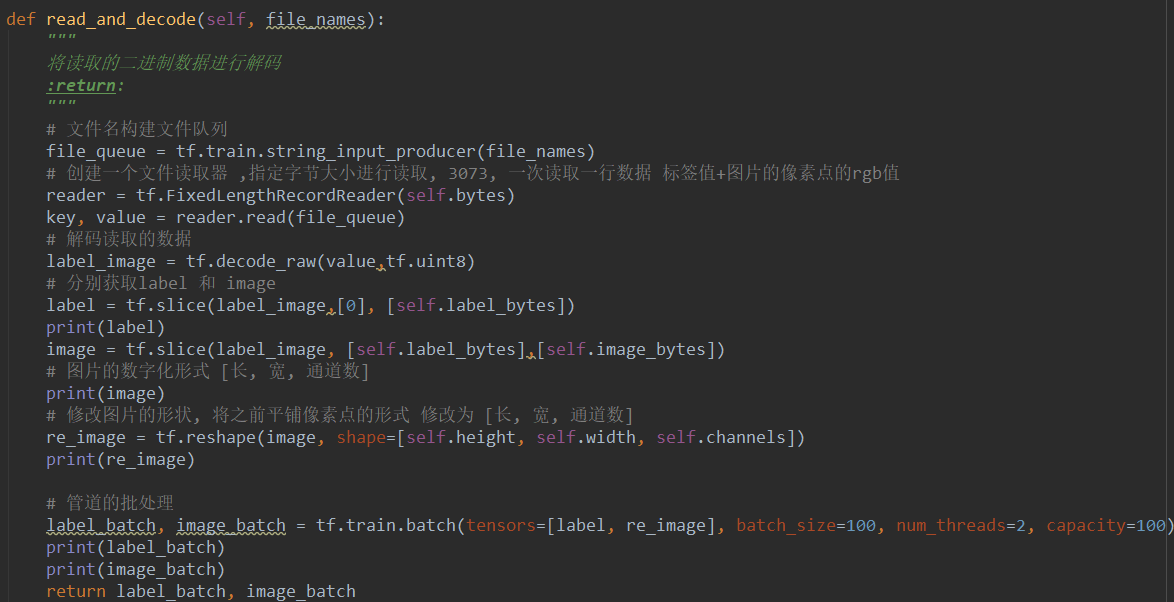 def read_and_decode(self, file_names):
    """
    将读取的二进制数据进行解码
    :return:
    """
    # 文件名构建文件队列
    file_queue = tf.train.string_input_producer(file_names)
    # 创建一个文件读取器 ,指定字节大小进行读取, 3073, 一次读取一行数据 标签值+图片的像素点的rgb值
    reader = tf.FixedLengthRecordReader(self.bytes)
    key, value = reader.read(file_queue)
    # 解码读取的数据
    label_image = tf.decode_raw(value,tf.uint8)
    # 分别获取label 和 image
    label = tf.slice(label_image,[0], [self.label_bytes])
    print(label)
    image = tf.slice(label_image, [self.label_bytes],[self.image_bytes])
    # 图片的数字化形式 [长, 宽, 通道数]
    print(image)
    # 修改图片的形状, 将之前平铺像素点的形式 修改为 [长, 宽, 通道数]
    re_image = tf.reshape(image, shape=[self.height, self.width, self.channels])
    print(re_image)

    # 管道的批处理
    label_batch, image_batch = tf.train.batch(tensors=[label, re_image], batch_size=100, num_threads=2, capacity=100)
    print(label_batch)
    print(image_batch)
    return label_batch, image_batch